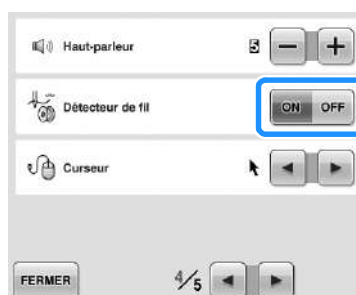 Haut-parleur 5 − +
Détecteur de fil ON OFF
Curseur
FERMER 4/5